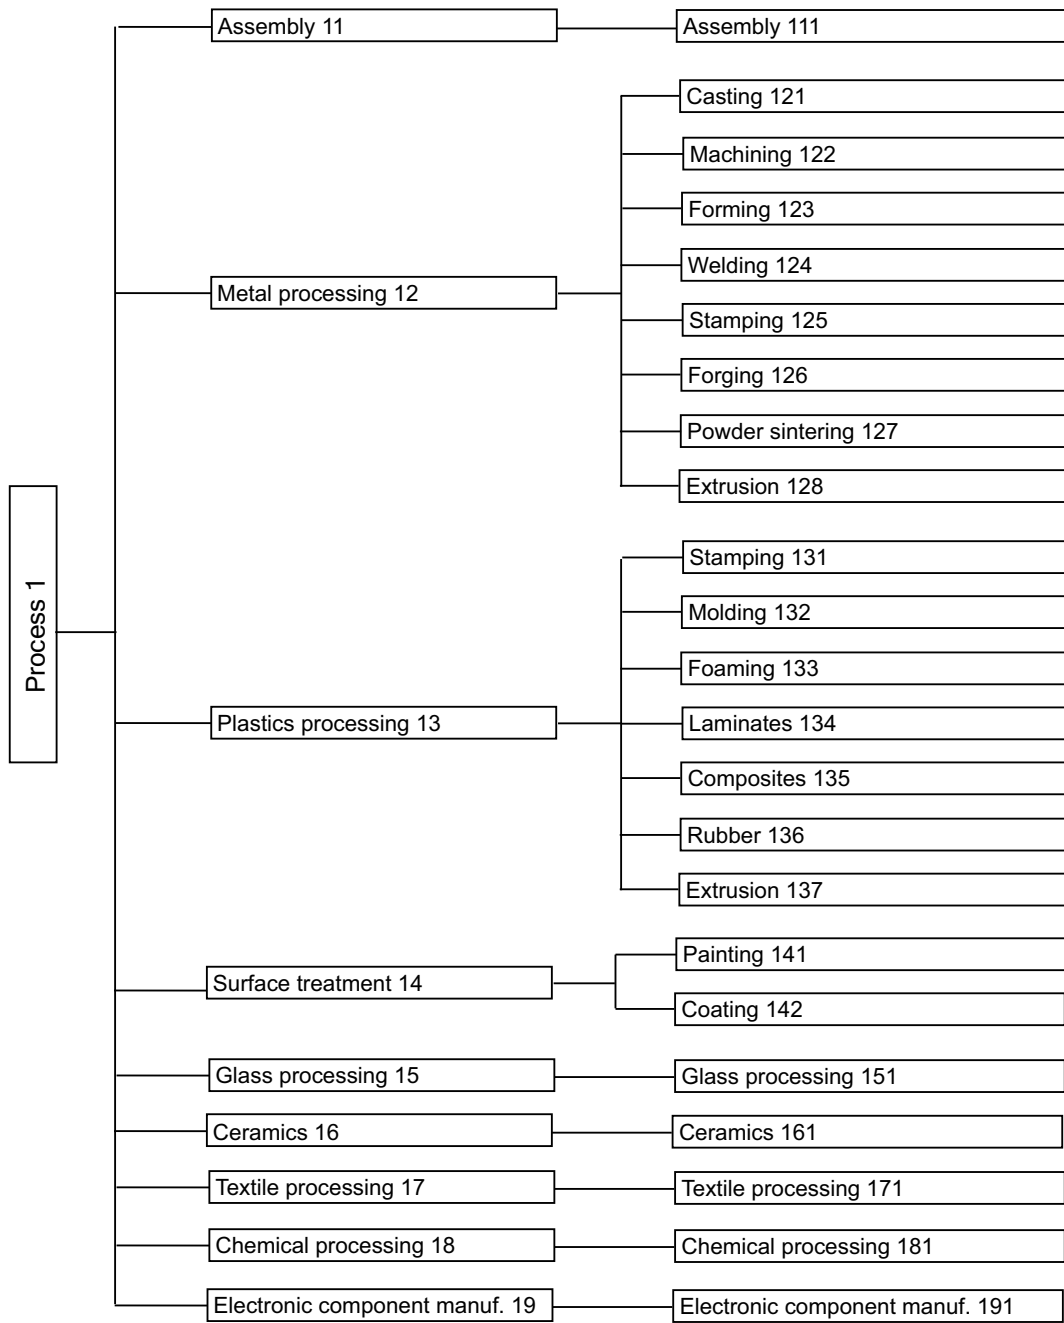 Process 1
Assembly 11
Assembly 111
Metal processing 12
Casting 121
Machining 122
Forming 123
Welding 124
Stamping 125
Forging 126
Powder sintering 127
Extrusion 128
Plastics processing 13
Stamping 131
Molding 132
Foaming 133
Laminates 134
Composites 135
Rubber 136
Extrusion 137
Surface treatment 14
Painting 141
Coating 142
Glass processing 15
Glass processing 151
Ceramics 16
Ceramics 161
Textile processing 17
Textile processing 171
Chemical processing 18
Chemical processing 181
Electronic component manuf. 19
Electronic component manuf. 191